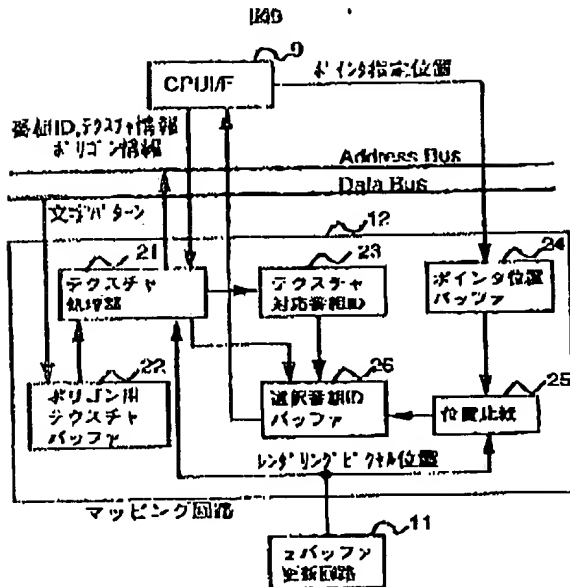 9
CPUI/F
ポインタ指定位置
番組ID,テクスチャ情報
ポリゴン情報
Address Bus
Data Bus
文字パターン
12
21
テクスチャ
処理部
23
テクスチャ
対応番組ID
24
ポインタ位置
バッファ
22
ポリゴン用
テクスチャ
バッファ
26
選択番組ID
バッファ
25
位置比較
レンダリングピクセル位置
マッピング回路
11
zバッファ
更新回路